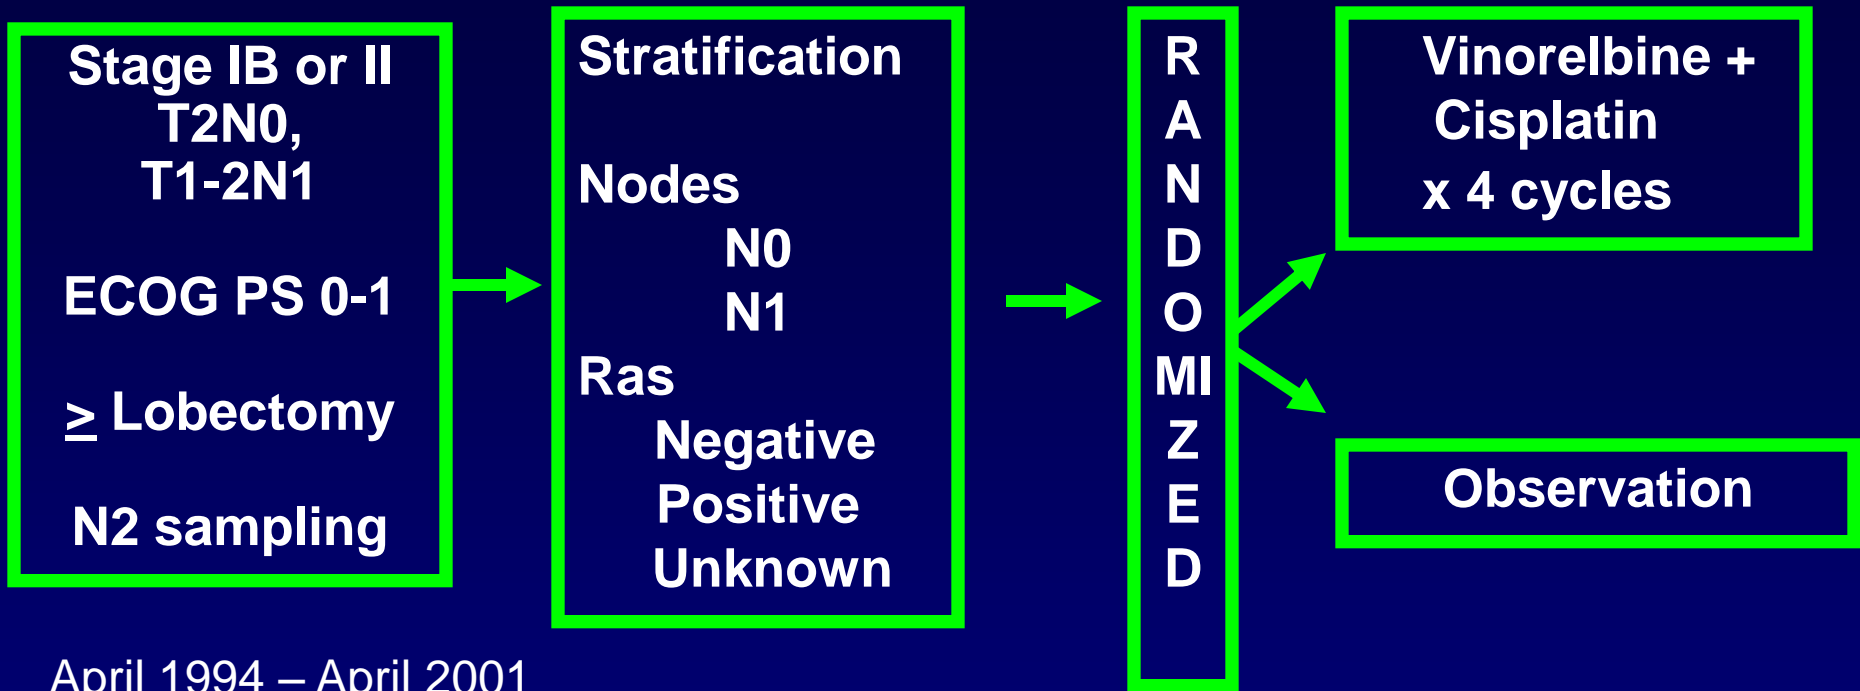 Stage IB or II
T2N0,
T1-2N1
ECOG PS 0-1
≥ Lobectomy
N2 sampling
Stratification
Nodes
N0
N1
Ras
Negative
Positive
Unknown
R
A
N
D
O
MI
Z
E
D
Vinorelbine +
Cisplatin
x 4 cycles
Observation
April 1994 – April 2001